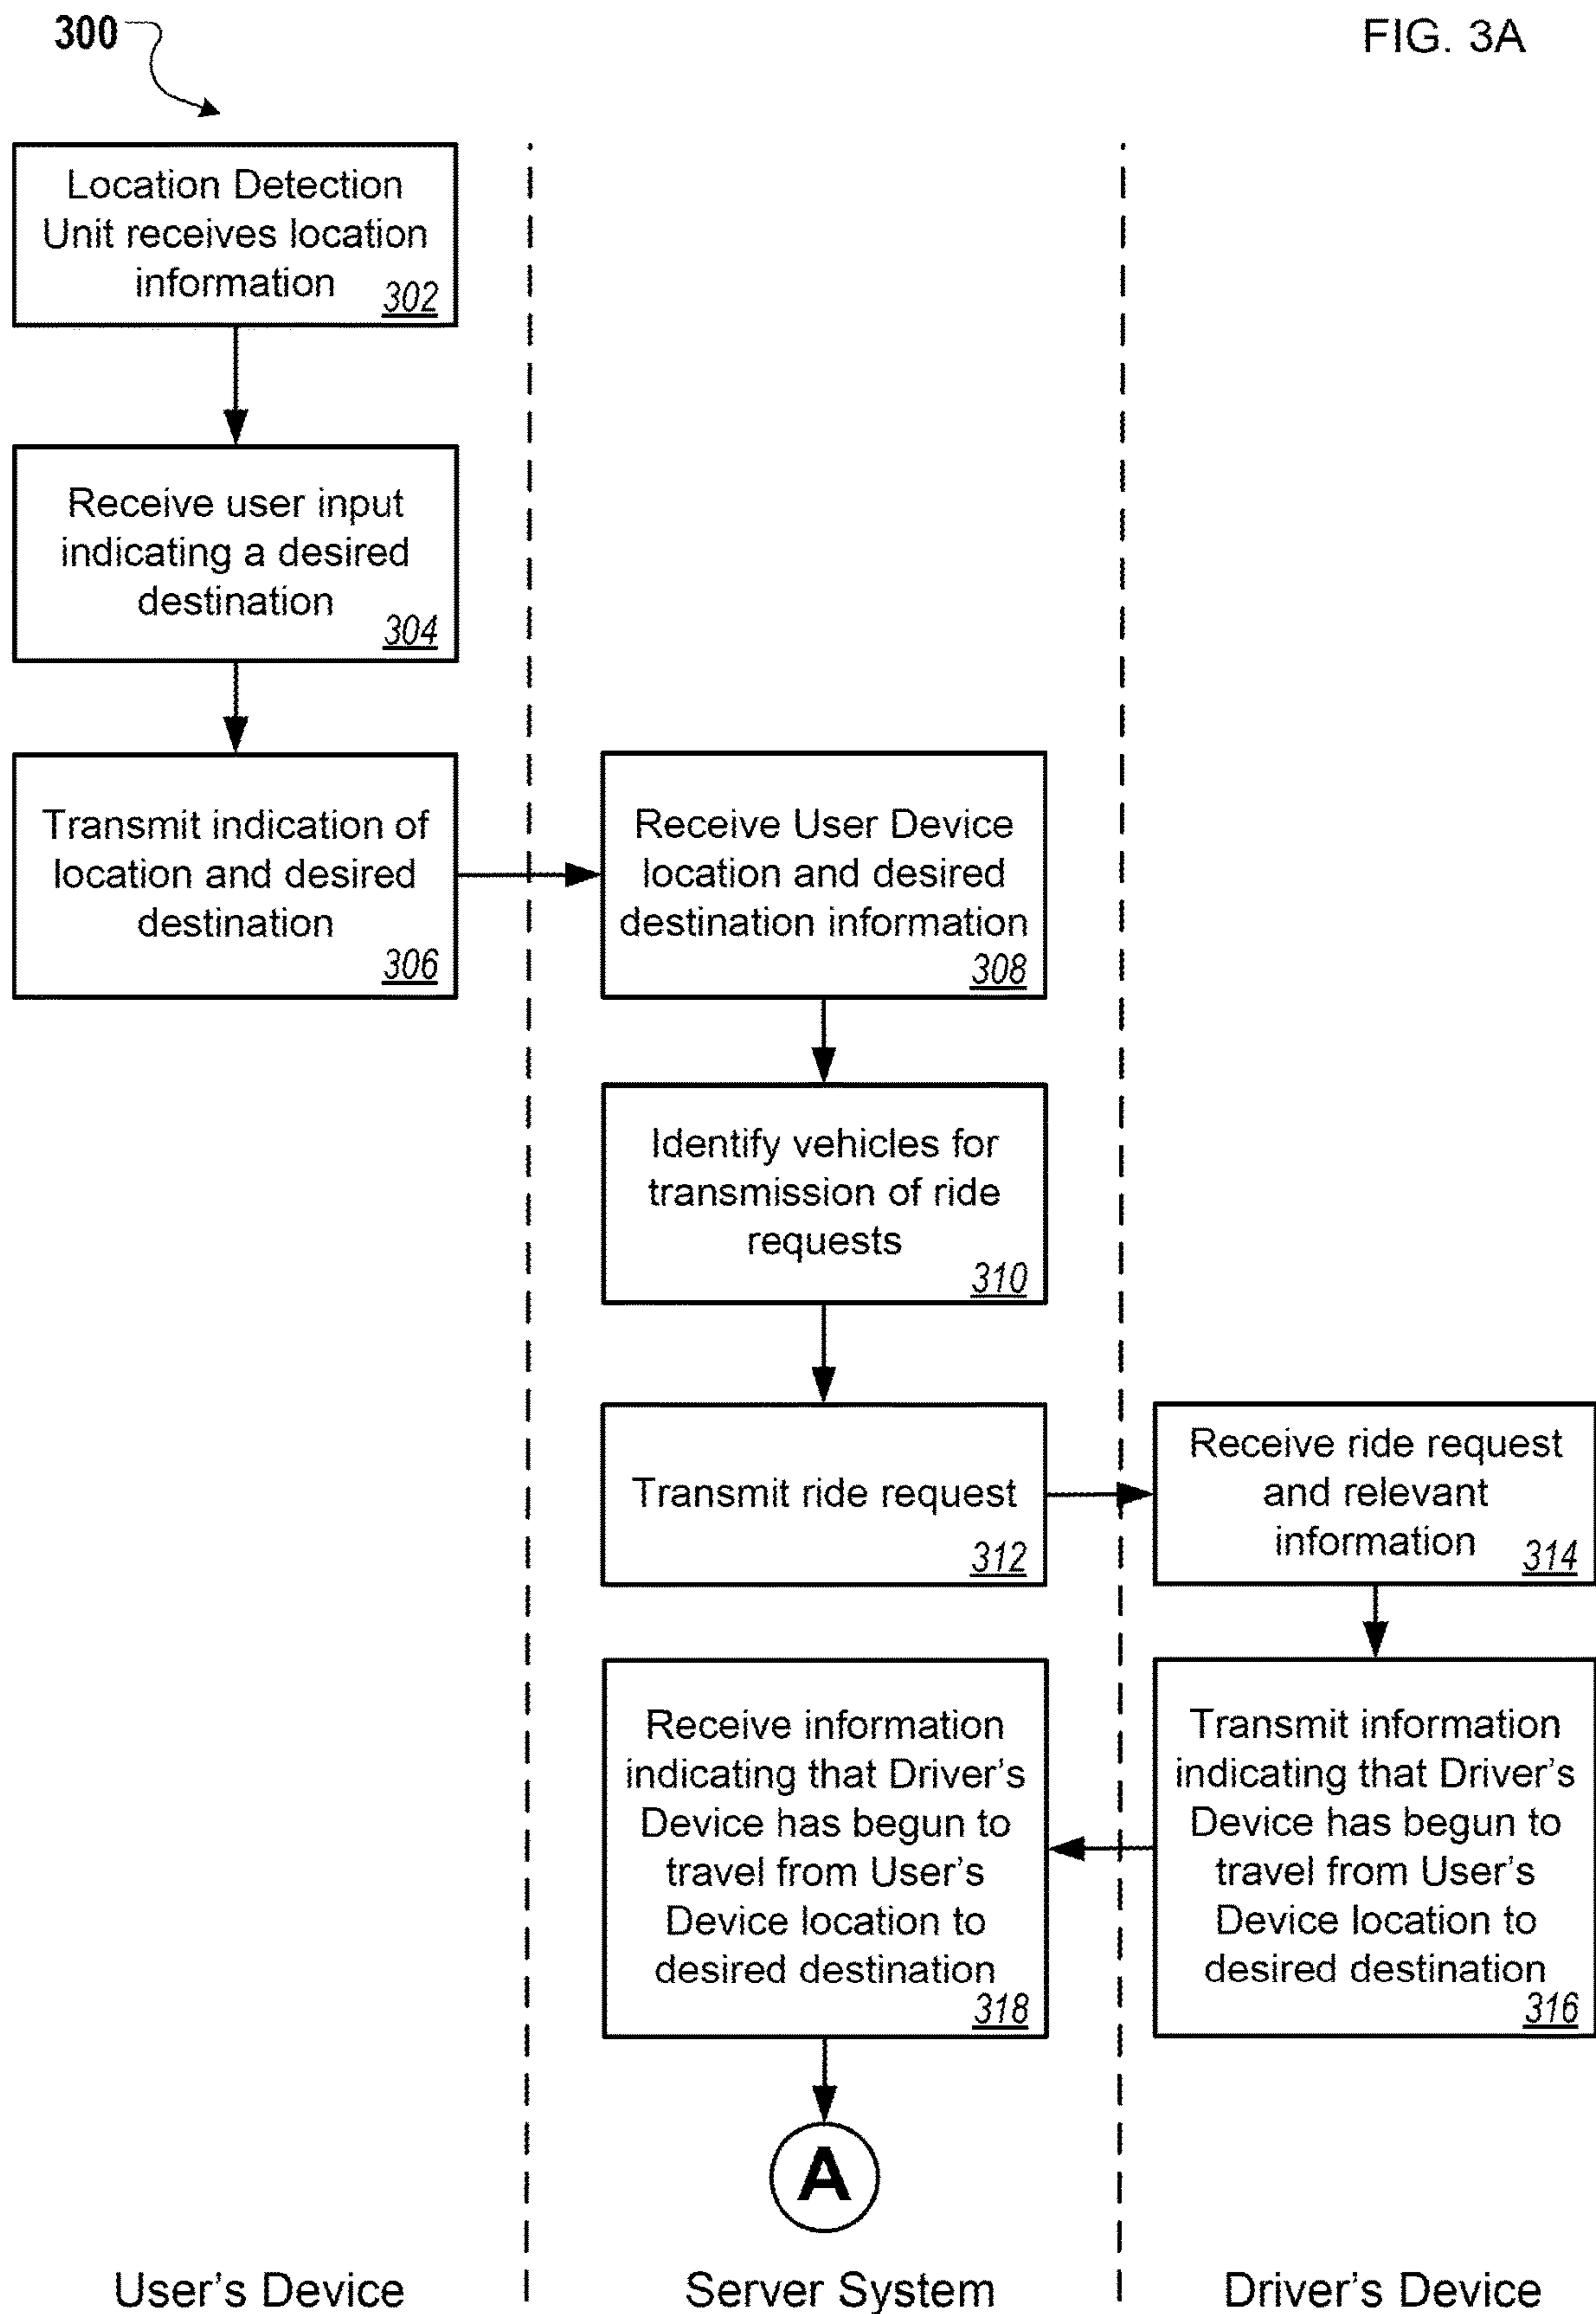 300
FIG. 3A
Location Detection
Unit receives location
information
302
Receive user input
indicating a desired
destination
304
Transmit indication of
location and desired
destination
306
Receive User Device
location and desired
destination information
308
Identify vehicles for
transmission of ride
requests
310
Transmit ride request
312
Receive ride request
and relevant
information
314
Transmit information
indicating that Driver's
Device has begun to
travel from User's
Device location to
desired destination
316
Receive information
indicating that Driver's
Device has begun to
travel from User's
Device location to
desired destination
318
A
User's Device
Server System
Driver's Device